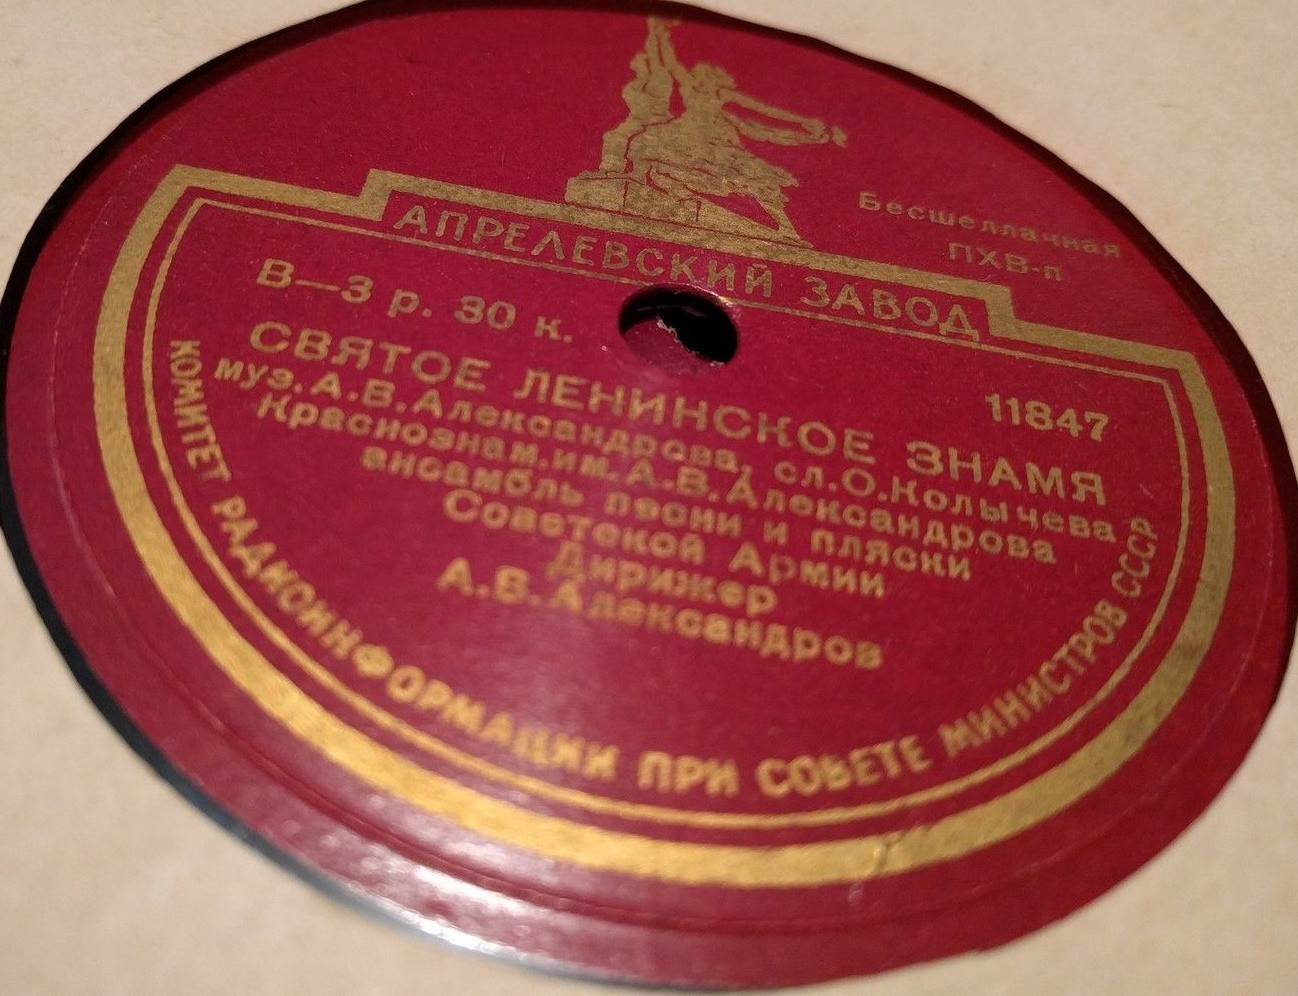 Бесшеллачная
ПХВ-п
АПРЕЛЕВСКИЙ ЗАВОД
В—3 р. 30 к.
11847
СВЯТОЕ ЛЕНИНСКОЕ ЗНАМЯ
муз. А. В. Александрова, сл. О. Колычева
Краснознам. им. А. В. Александрова
ансамбль песни и пляски
Советской Армии
Дирижер
А. В. Александров
КОМИТЕТ РАДИОИНФОРМАЦИИ ПРИ СОВЕТЕ МИНИСТРОВ СССР